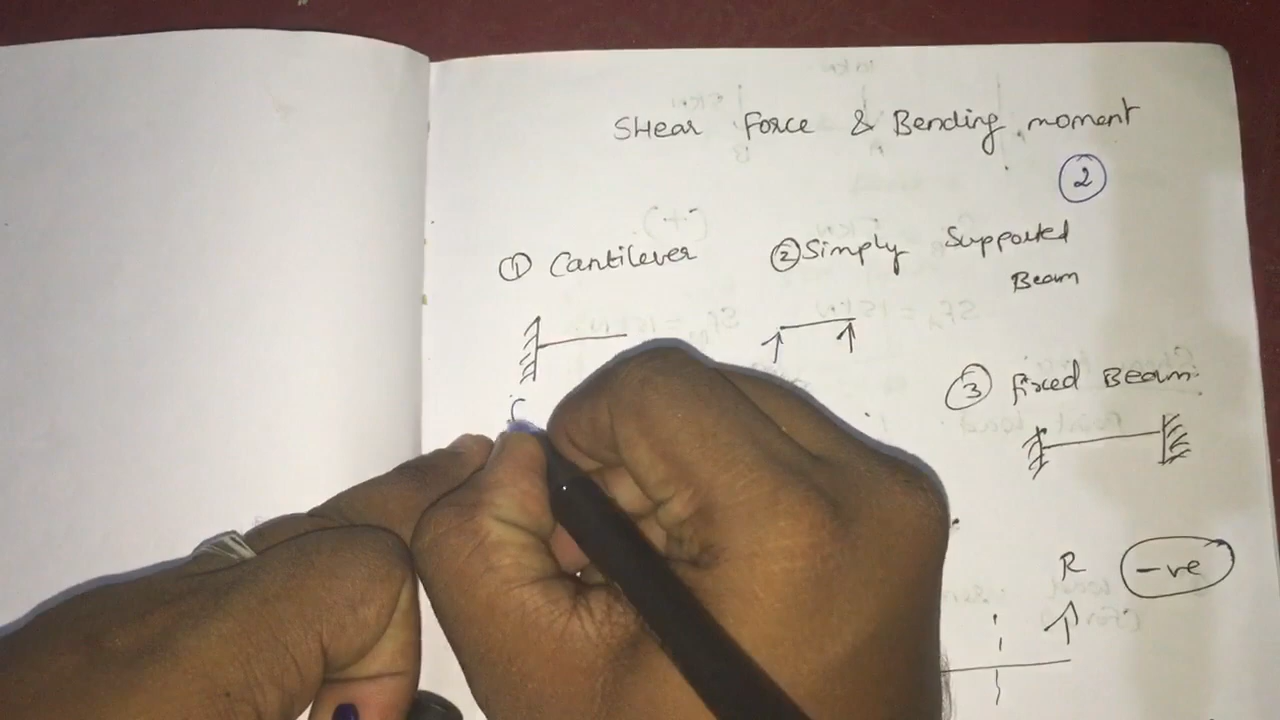 SHear force & Bending moment
2
① Cantilever
② Simply Supported
Beam
③ fixed Beam
R
-ve